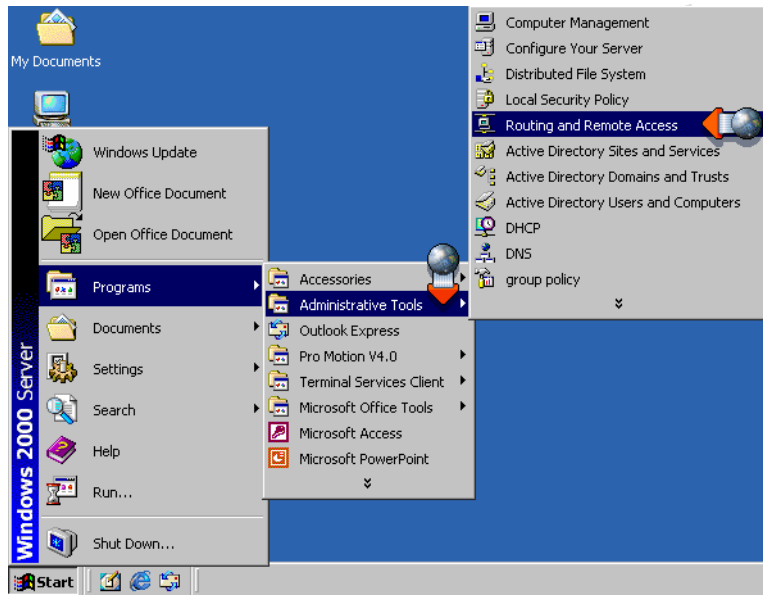 My Documents
Windows 2000 Server
Windows Update
New Office Document
Open Office Document
Programs
Documents
Settings
Search
Help
Run...
Shut Down...
Start
Accessories
Administrative Tools
Outlook Express
Pro Motion V4.0
Terminal Services Client
Microsoft Office Tools
Microsoft Access
Microsoft PowerPoint
Computer Management
Configure Your Server
Distributed File System
Local Security Policy
Routing and Remote Access
Active Directory Sites and Services
Active Directory Domains and Trusts
Active Directory Users and Computers
DHCP
DNS
group policy